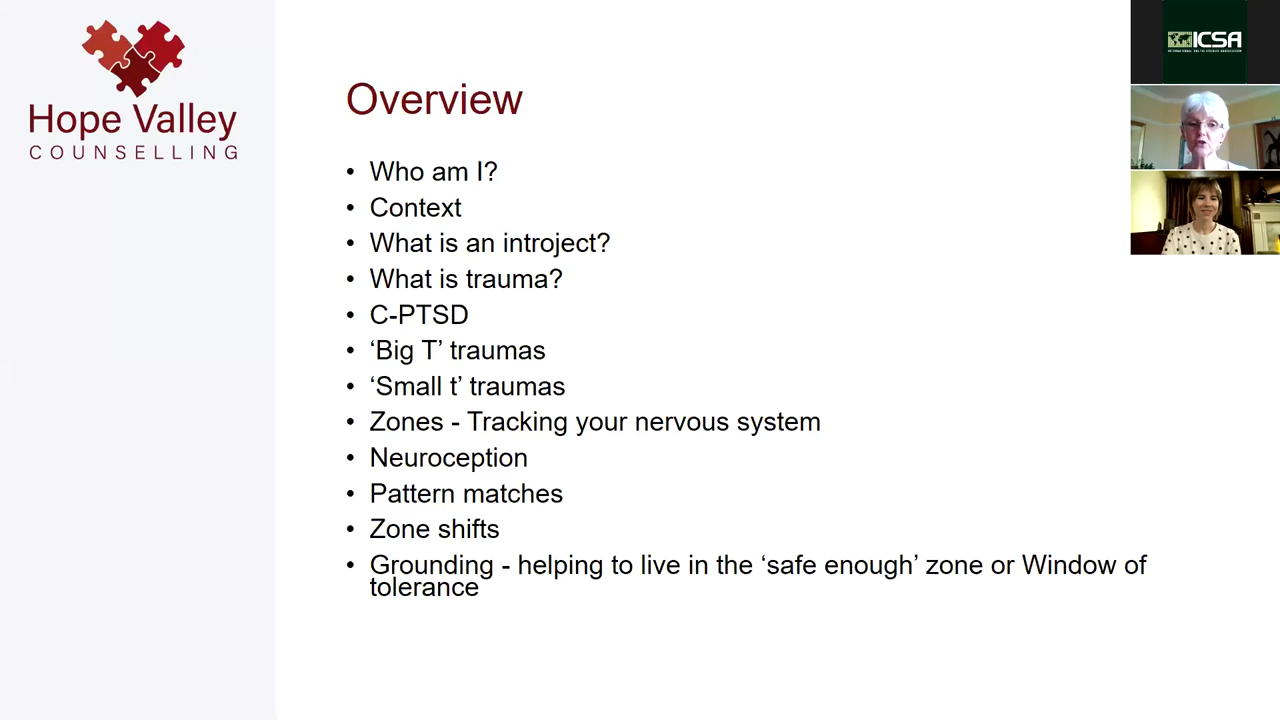 Hope Valley
COUNSELLING
Overview
• Who am I?
• Context
• What is an introject?
• What is trauma?
• C-PTSD
• ‘Big T’ traumas
• ‘Small t’ traumas
• Zones - Tracking your nervous system
• Neuroception
• Pattern matches
• Zone shifts
• Grounding - helping to live in the ‘safe enough’ zone or Window of
tolerance
ICSA